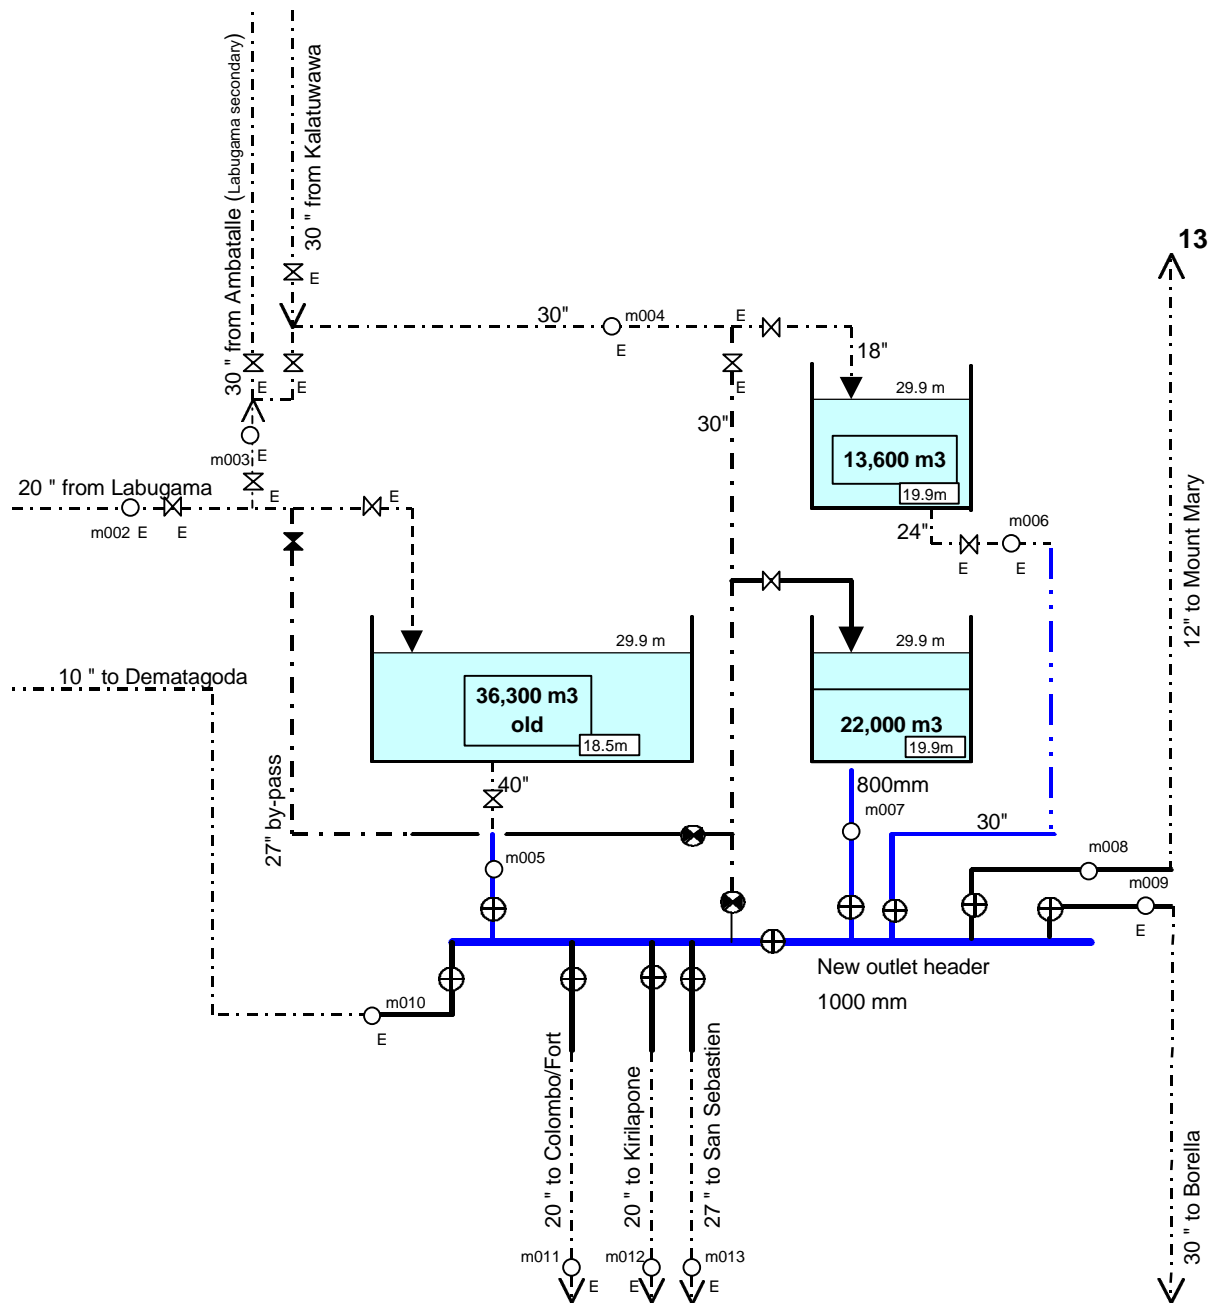 30 " from Ambatalle (Labugama secondary)
30 " from Kalatuwawa
E
13
30"
m004
E
E
E
E
E
18"
29.9 m
13,600 m3
19.9m
30"
12" to Mount Mary
m003
E
E
20 " from Labugama
m002
E
E
E
24"
m006
E
E
29.9 m
36,300 m3
old
18.5m
29.9 m
22,000 m3
19.9m
10 " to Dematagoda
27" by-pass
40"
800mm
m007
30"
m005
m008
m009
E
New outlet header
1000 mm
m010
E
20 " to Colombo/Fort
20 " to Kirilapone
27 " to San Sebastien
30 " to Borella
m011
E
m012
E
m013
E